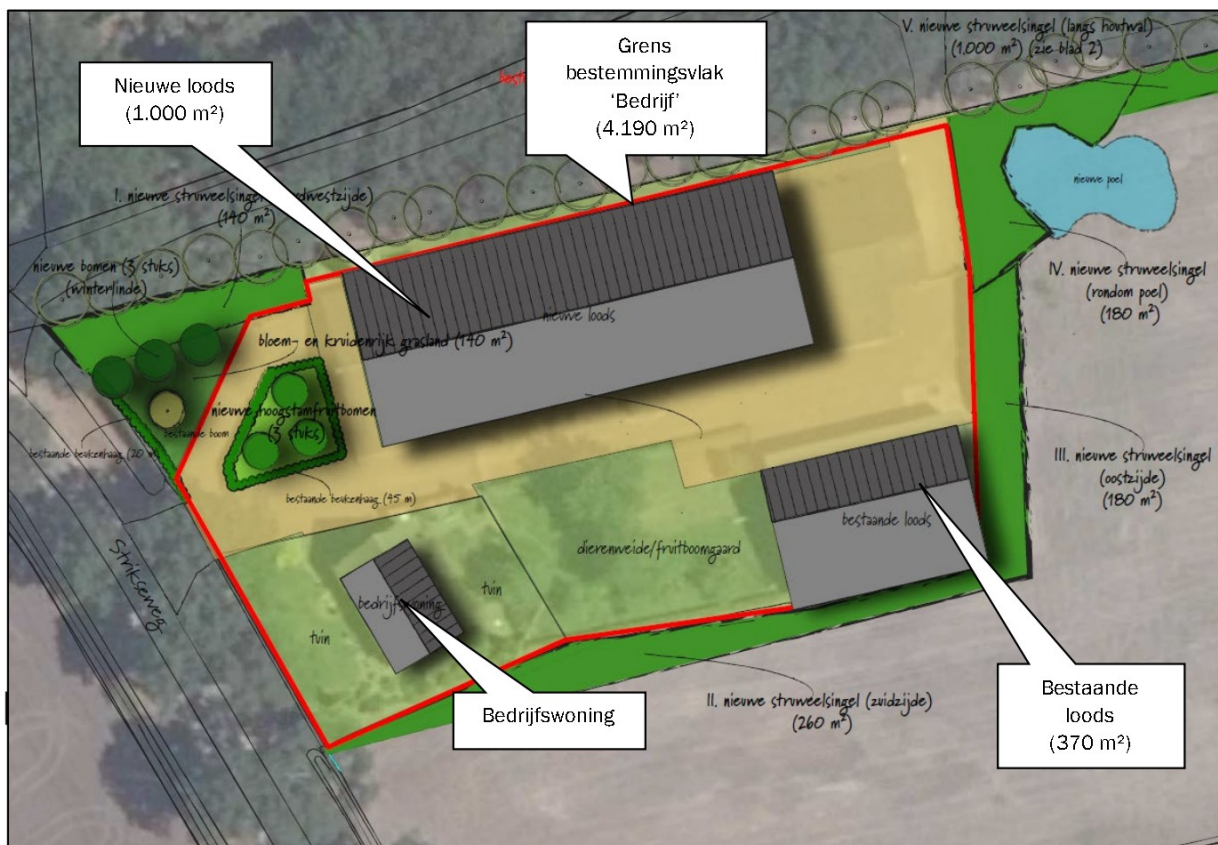 V. nieuwe struweelsingel (langs houtwal)
(1.000 m²) (zie blad 2)
Grens
bestemmingsvlak
'Bedrijf'
(4.190 m²)
Nieuwe loods
(1.000 m²)
nieuwe poel
I. nieuwe struweelsingel
(140 m²)
nieuwe bomen (3 stuks)
(winterlinde)
IV. nieuwe struweelsingel
(rondom poel)
(180 m²)
nieuwe loods
bloem- en kruidenrijk grasland (140 m²)
nieuwe hoogstamfruitbomen
(3 stuks)
bestaande boom
bestaande beukenhaag (20 m)
bestaande beukenhaag (45 m)
III. nieuwe struweelsingel
(oostzijde)
(180 m²)
bestaande loods
dierenweide/fruitboomgaard
Strikseweg
tuin
bedrijfswoning
tuin
II. nieuwe struweelsingel (zuidzijde)
(260 m²)
Bedrijfswoning
Bestaande
loods
(370 m²)